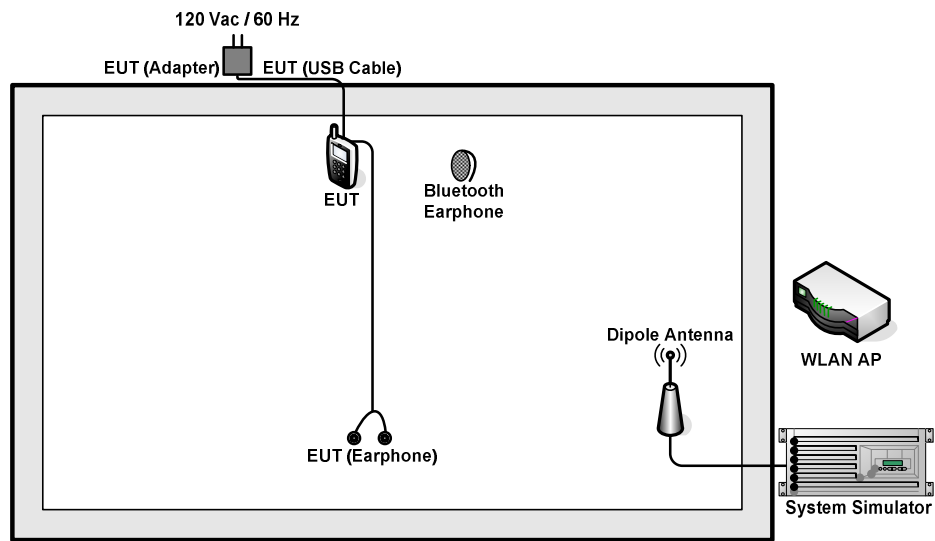 120 Vac / 60 Hz
EUT (Adapter)
EUT (USB Cable)
EUT
Bluetooth
Earphone
Dipole Antenna
WLAN AP
EUT (Earphone)
System Simulator